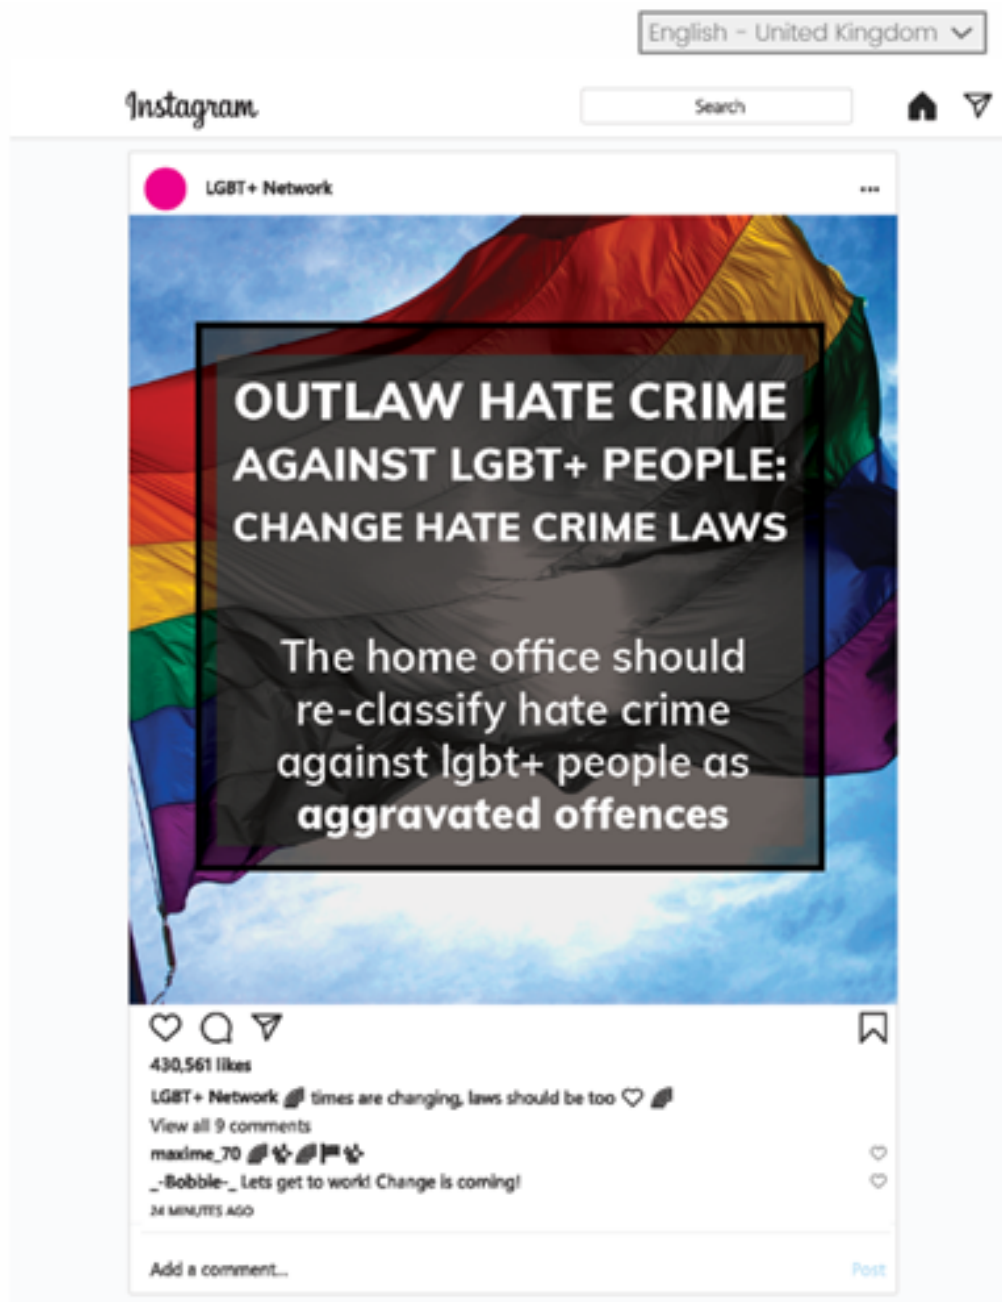 English - United Kingdom
Instagram
Search
LGBT+ Network
OUTLAW HATE CRIME
AGAINST LGBT+ PEOPLE:
CHANGE HATE CRIME LAWS
The home office should
re-classify hate crime
against lgbt+ people as
aggravated offences
430,561 likes
LGBT+ Network times are changing, laws should be too
View all 9 comments
maxime_70
_-Bobbie-_ Lets get to work! Change is coming!
24 MINUTES AGO
Add a comment...
Post